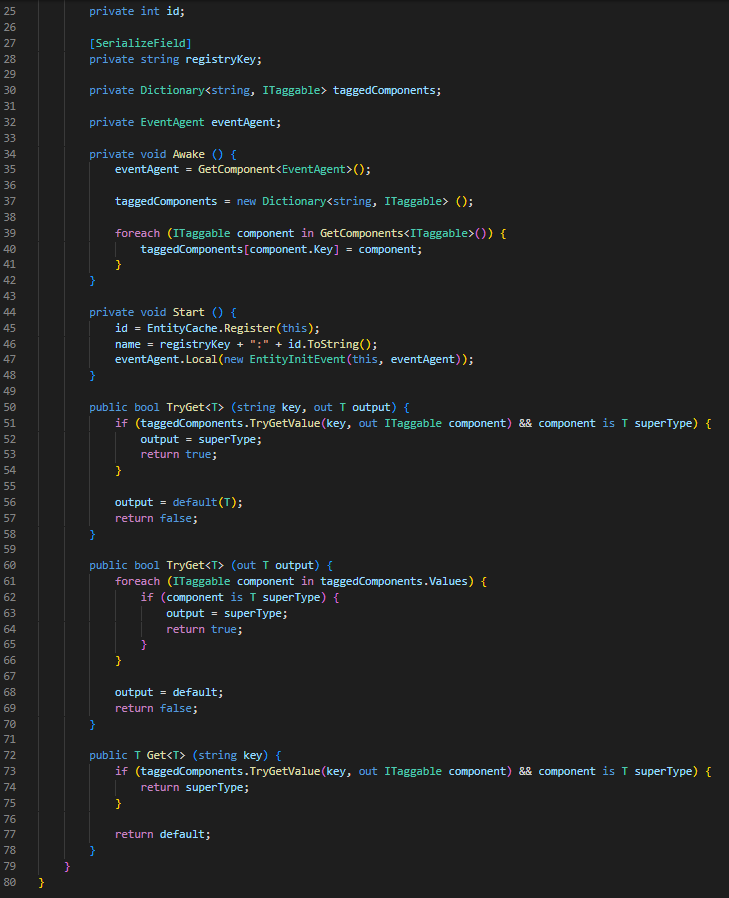 25 private int id;
26
27 [SerializeField]
28 private string registryKey;
29
30 private Dictionary<string, ITaggable> taggedComponents;
31
32 private EventAgent eventAgent;
33
34 private void Awake () {
35 eventAgent = GetComponent<EventAgent>();
36
37 taggedComponents = new Dictionary<string, ITaggable> ();
38
39 foreach (ITaggable component in GetComponents<ITaggable>()) {
40 taggedComponents[component.Key] = component;
41 }
42 }
43
44 private void Start () {
45 id = EntityCache.Register(this);
46 name = registryKey + ":" + id.ToString();
47 eventAgent.Local(new EntityInitEvent(this, eventAgent));
48 }
49
50 public bool TryGet<T> (string key, out T output) {
51 if (taggedComponents.TryGetValue(key, out ITaggable component) && component is T superType) {
52 output = superType;
53 return true;
54 }
55
56 output = default(T);
57 return false;
58 }
59
60 public bool TryGet<T> (out T output) {
61 foreach (ITaggable component in taggedComponents.Values) {
62 if (component is T superType) {
63 output = superType;
64 return true;
65 }
66 }
67
68 output = default;
69 return false;
70 }
71
72 public T Get<T> (string key) {
73 if (taggedComponents.TryGetValue(key, out ITaggable component) && component is T superType) {
74 return superType;
75 }
76
77 return default;
78 }
79 }
80 }